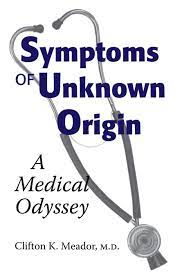 Symptoms
OF Unknown
Origin
A
Medical
Odyssey
Clifton K. Meador, M.D.